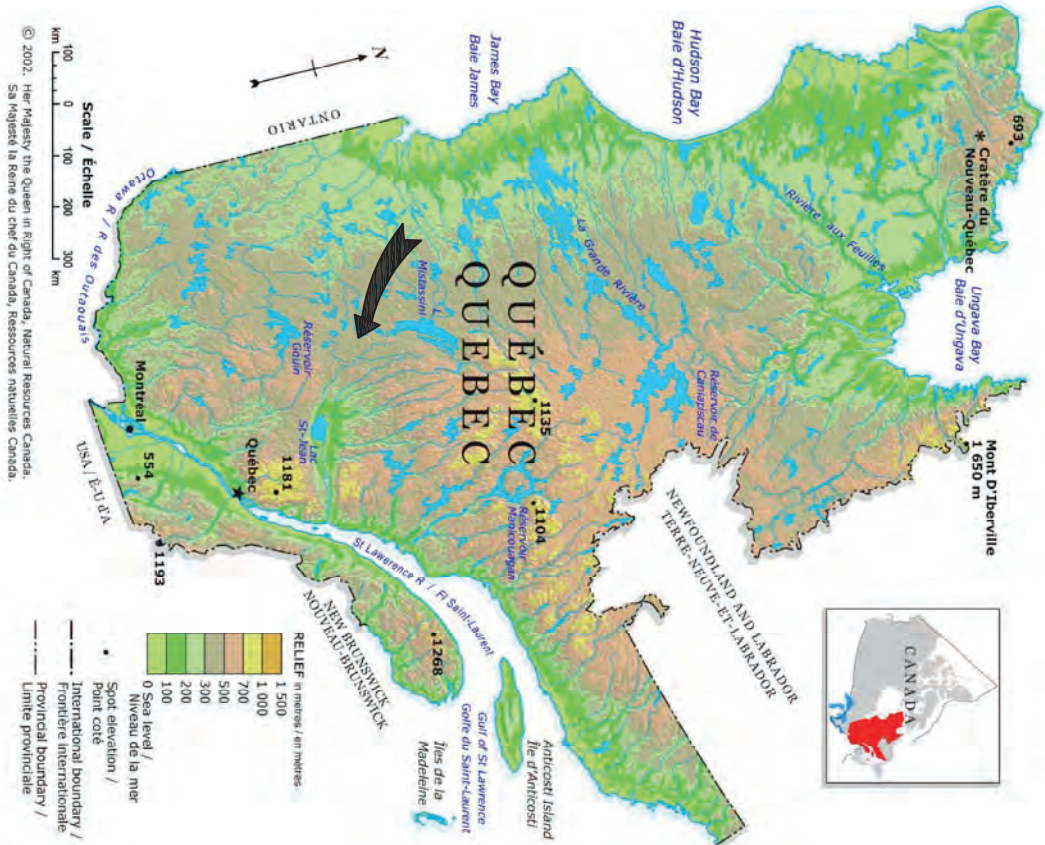 Hudson Bay
Baie d'Hudson
James Bay
Baie James
693
* Cratère du
Nouveau-Québec
Ungava Bay
Baie d'Ungava
Rivière aux Feuilles
La Grande Rivière
Réservoir de
Caniapiscau
Mont D'Iberville
1 650 m
QUÉBEC
QUEBEC
1135
1104
L.
Mistassini
Réservoir
Manicouagan
Réservoir
Gouin
Lac
St-Jean
1181
Québec
Montréal
554
1193
1268
N
ONTARIO
Ottawa R / R des Outaouais
USA / É-U d'A
St Lawerence R / Fl Saint-Laurent
NEW BRUNSWICK
NOUVEAU-BRUNSWICK
NEWFOUNDLAND AND LABRADOR
TERRE-NEUVE-ET-LABRADOR
Anticosti Island
Île d'Anticosti
Gulf of St Lawrence
Golfe du Saint-Laurent
Îles de la
Madeleine
CANADA
Scale / Échelle
100 0 100 200 300
km km
RELIEF in metres / en mètres
1 500
1 000
700
500
300
200
100
0 Sea level /
Niveau de la mer
Spot elevation /
Point coté
International boundary /
Frontière internationale
Provincial boundary /
Limite provinciale
© 2002. Her Majesty the Queen in Right of Canada, Natural Resources Canada.
Sa Majesté la Reine du chef du Canada, Ressources naturelles Canada.